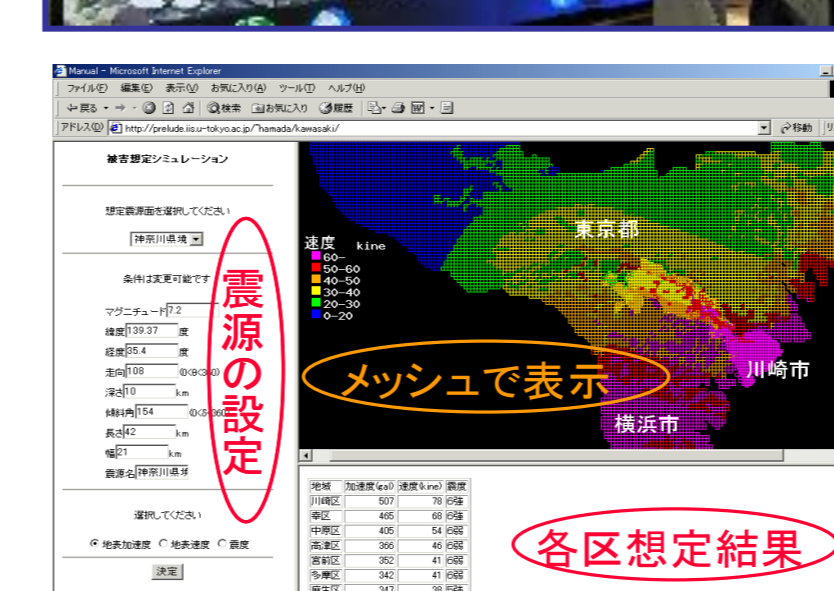 Manual - Microsoft Internet Explorer
ファイル(F) 編集(E) 表示(V) お気に入り(A) ツール(T) ヘルプ(H)
戻る 検索 お気に入り 履歴
アドレス(D) http://prelude.iis.u-tokyo.ac.jp/~hamada/kawasaki/ 移動
被害想定シミュレーション
想定震源面を選択してください
神奈川県境
条件は変更可能です
マグニチュード 7.2
緯度 139.37 度
経度 35.4 度
走向 108 (0<θ<360)
深さ 10 km
傾斜角 154 (0<δ<360)
長さ 42 km
幅 21 km
震源名 神奈川県境
選択してください
地表加速度 地表速度 震度
決定
震源の設定
速度 kine
60-
50-60
40-50
30-40
20-30
0-20
東京都
川崎市
横浜市
メッシュで表示
地域 加速度(gal) 速度(kine) 震度
川崎区 507 78 6強
幸区 465 68 6強
中原区 405 54 6弱
高津区 366 46 6弱
宮前区 352 41 6弱
多摩区 342 41 6弱
麻生区 347 38 5強
各区想定結果